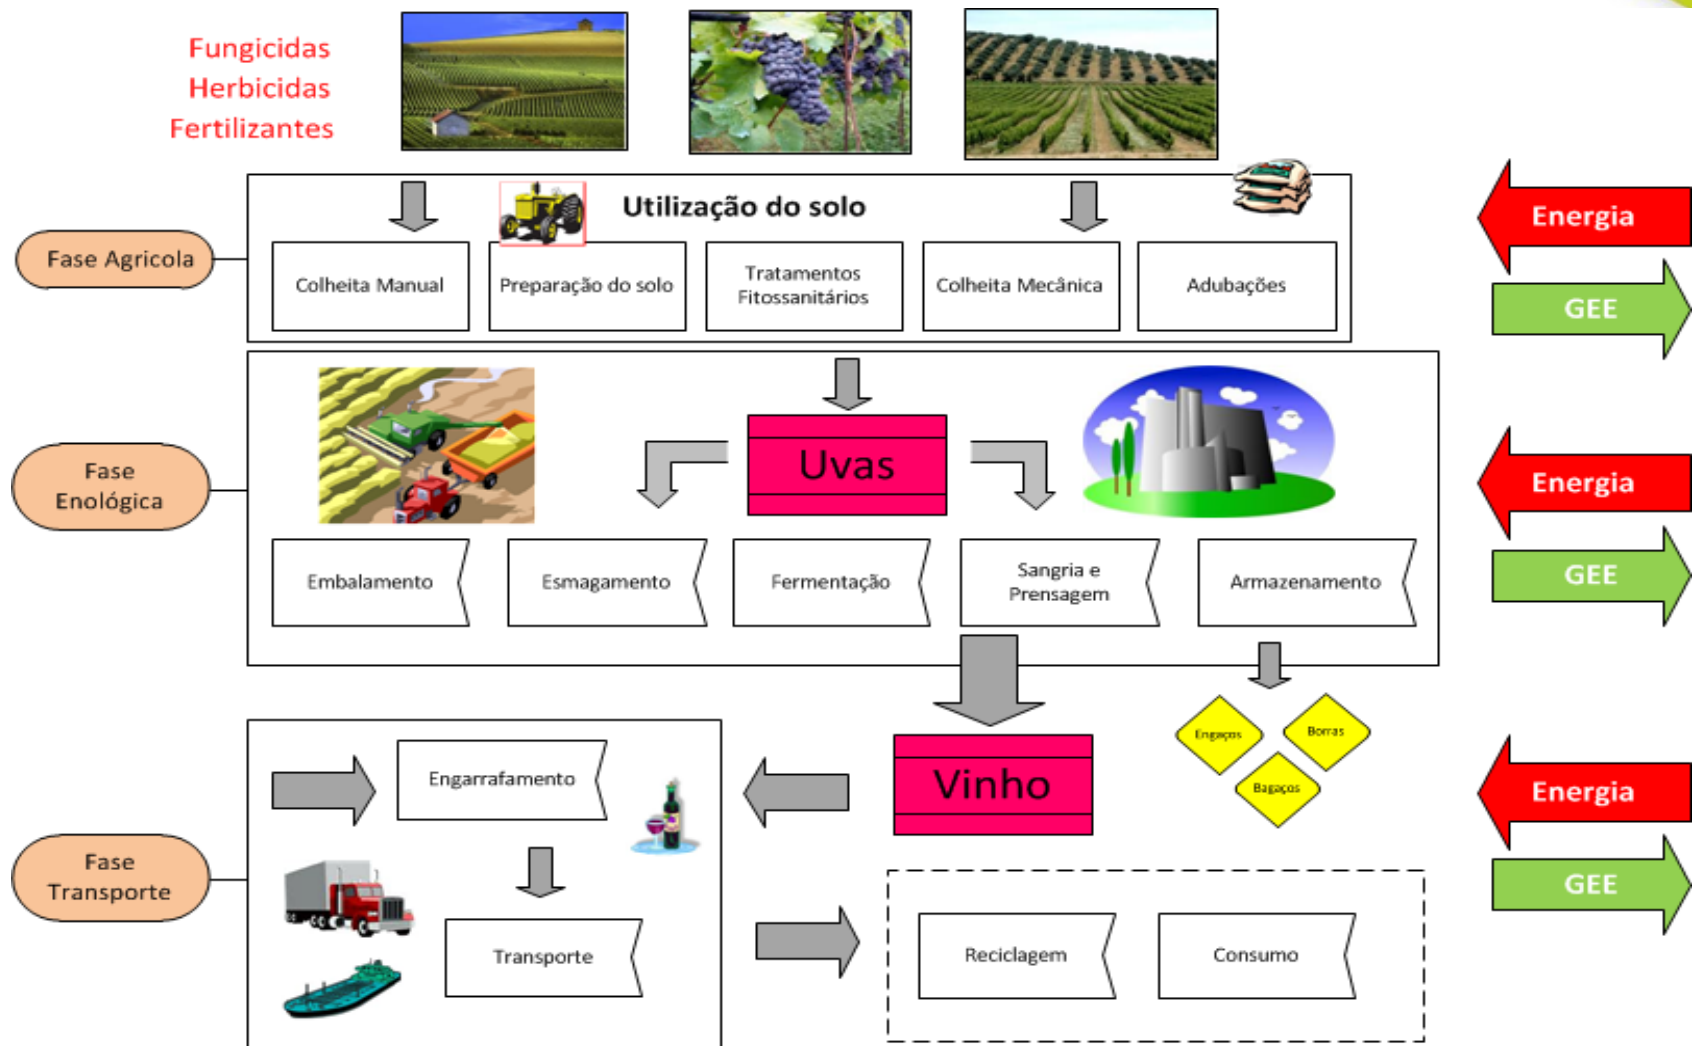 Fungicidas
Herbicidas
Fertilizantes
Utilização do solo
Energia
Fase Agricola
Colheita Manual
Preparação do solo
Tratamentos
Fitossanitários
Colheita Mecânica
Adubações
GEE
Uvas
Fase
Enológica
Energia
Embalamento
Esmagamento
Fermentação
Sangria e
Prensagem
Armazenamento
GEE
Engaços
Borras
Bagaços
Engarrafamento
Vinho
Energia
Fase
Transporte
GEE
Transporte
Reciclagem
Consumo